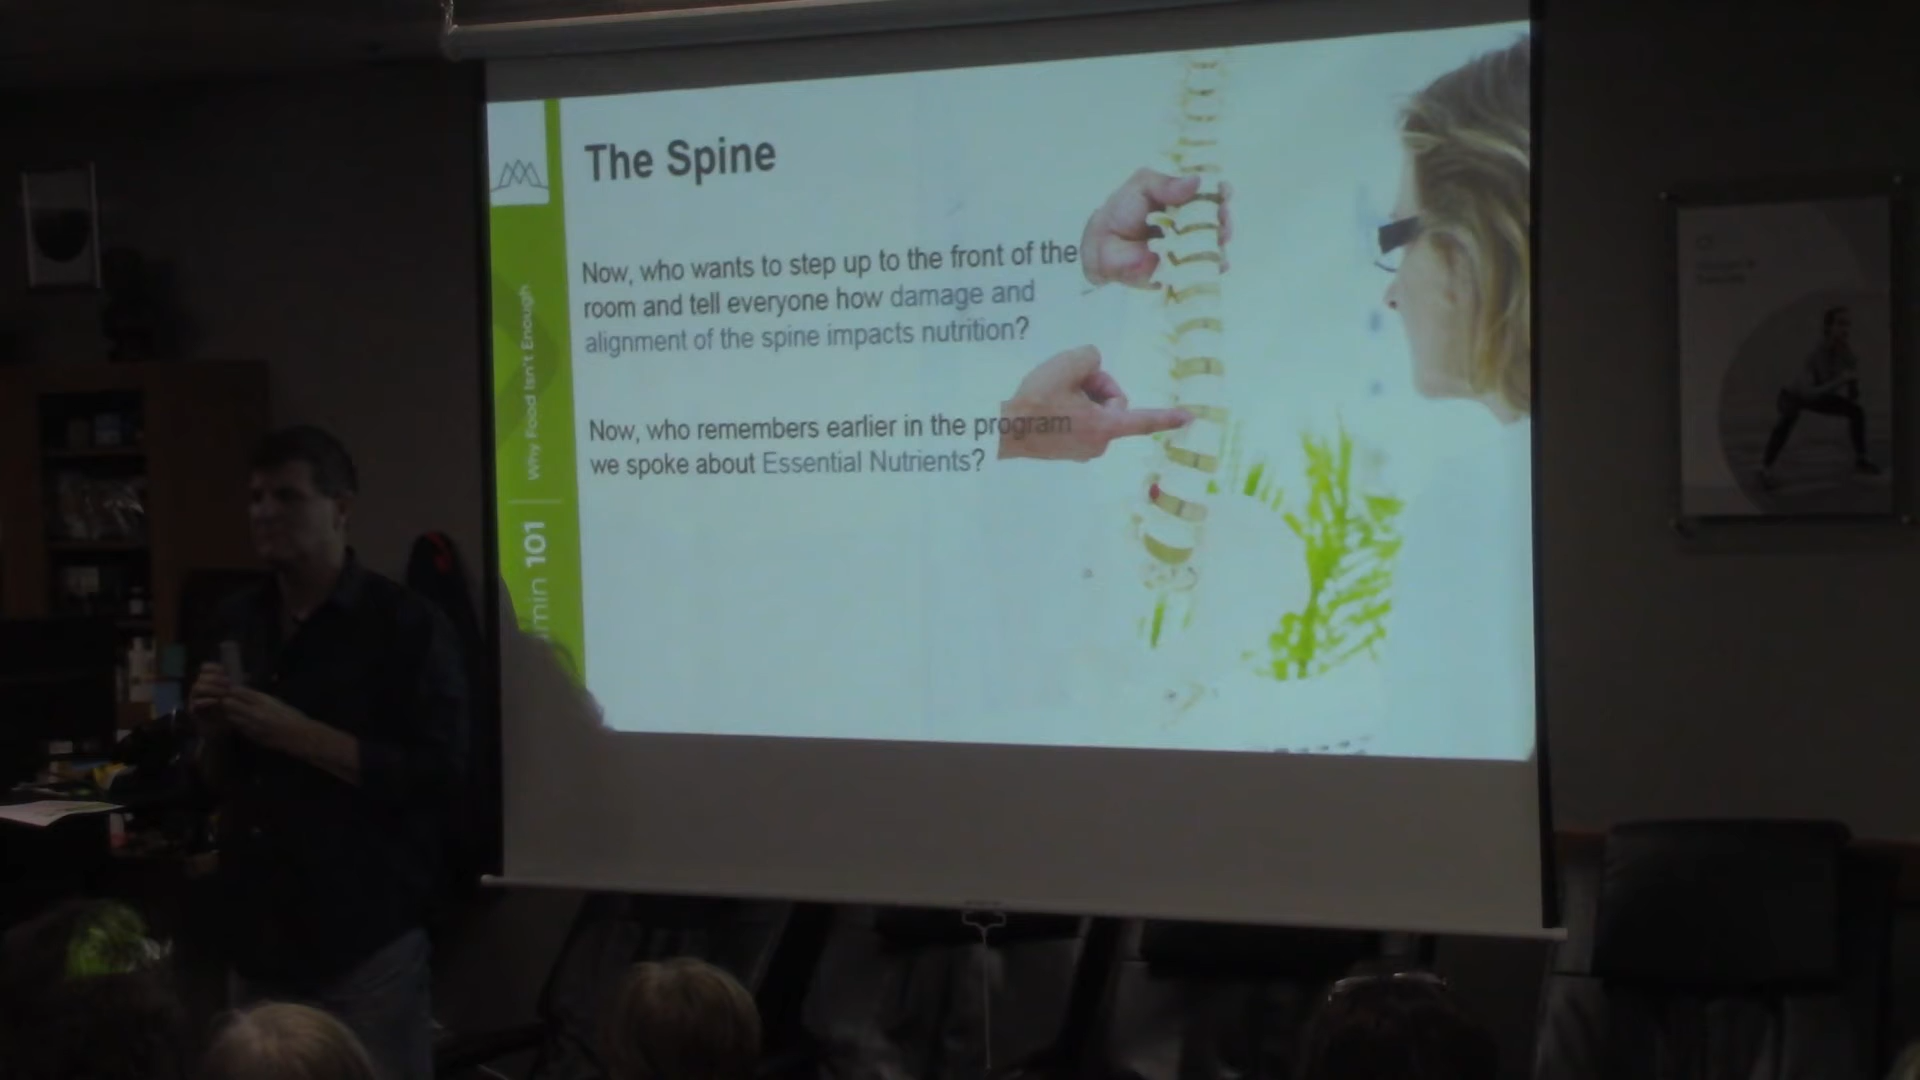 The Spine
Now, who wants to step up to the front of the
room and tell everyone how damage and
alignment of the spine impacts nutrition?
Now, who remembers earlier in the program
we spoke about Essential Nutrients?
min 101 | Why Food Isn't Enough